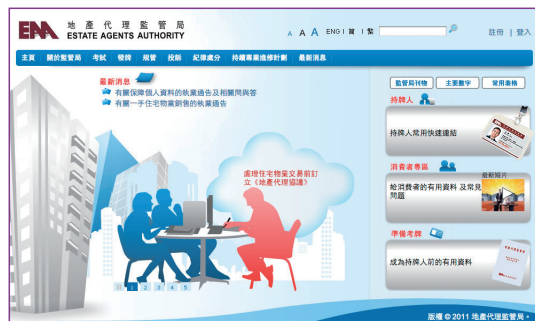 地產代理監管局
ESTATE AGENTS AUTHORITY
A A A ENG | 簡 | 繁
註冊 | 登入
主頁 關於監管局 考試 發牌 規管 投訴 紀律處分 持續專業進修計劃 最新消息
最新消息
有關保障個人資料的執業通告及相關問與答
有關一手住宅物業銷售的執業通告
處理住宅物業交易前訂
立《地產代理協議》
1 2 3 4 5
監管局刊物 主要數字 常用表格
持牌人
持牌人常用快速連結
消費者專區
最新短片
給消費者的有用資料 及常見
問題
準備考牌
成為持牌人前的有用資料
版權 © 2011 地產代理監管局。